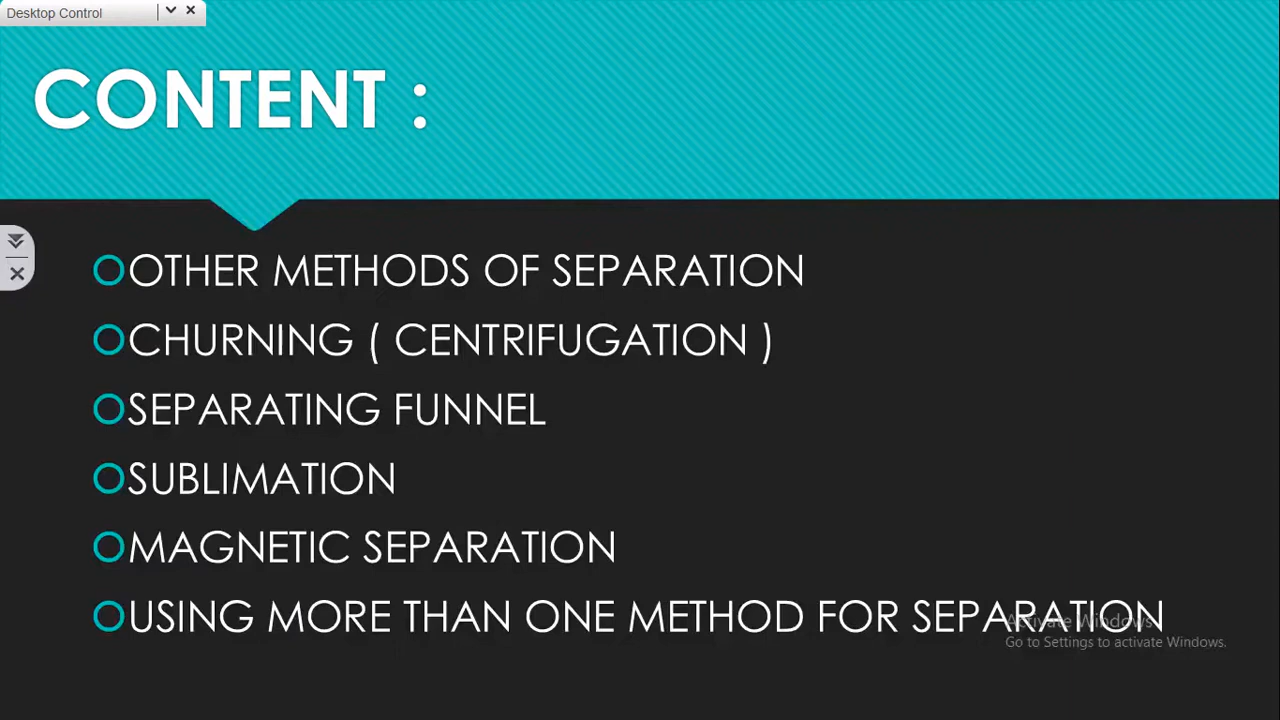 Desktop Control
CONTENT :
OTHER METHODS OF SEPARATION
CHURNING ( CENTRIFUGATION )
SEPARATING FUNNEL
SUBLIMATION
MAGNETIC SEPARATION
USING MORE THAN ONE METHOD FOR SEPARATION
Activate Windows
Go to Settings to activate Windows.